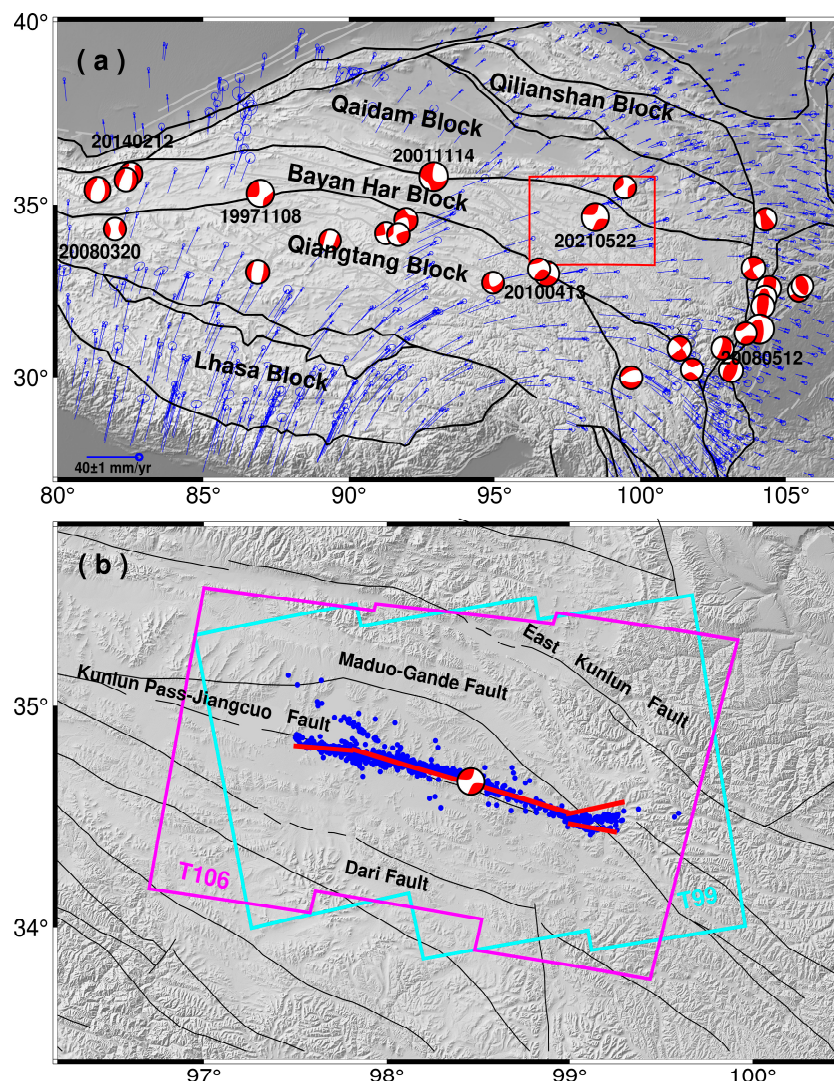 40°
( a )
Qilianshan Block
Qaidam Block
20140212
20011114
Bayan Har Block
35°
19971108
20210522
20080320
Qiangtang Block
20100413
20080512
30°
Lhasa Block
40±1 mm/yr
80
85°
90°
95°
100°
105°
( b )
East Kunlun Fault
Maduo-Gande Fault
Kunlun Pass-Jiangcuo Fault
35°
Dari Fault
T106
T99
34°
97°
98°
99°
100°